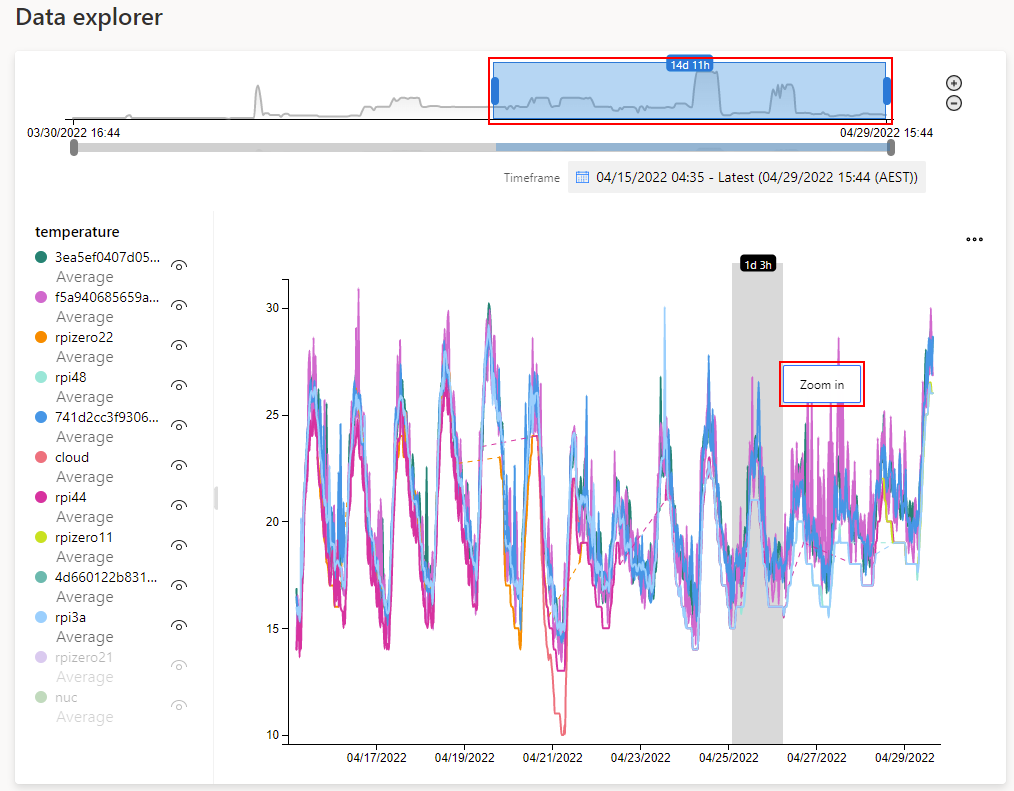 Data explorer
14d 11h
03/30/2022 16:44
04/29/2022 15:44
Timeframe
04/15/2022 04:35 - Latest (04/29/2022 15:44 (AEST))
temperature
3ea5ef0407d05...
Average
f5a940685659a...
Average
rpizero22
Average
rpi48
Average
741d2cc3f9306...
Average
cloud
Average
rpi44
Average
rpizero11
Average
4d660122b831...
Average
rpi3a
Average
rpizero21
Average
nuc
Average
1d 3h
Zoom in
30
25
20
15
10
04/17/2022
04/19/2022
04/21/2022
04/23/2022
04/25/2022
04/27/2022
04/29/2022